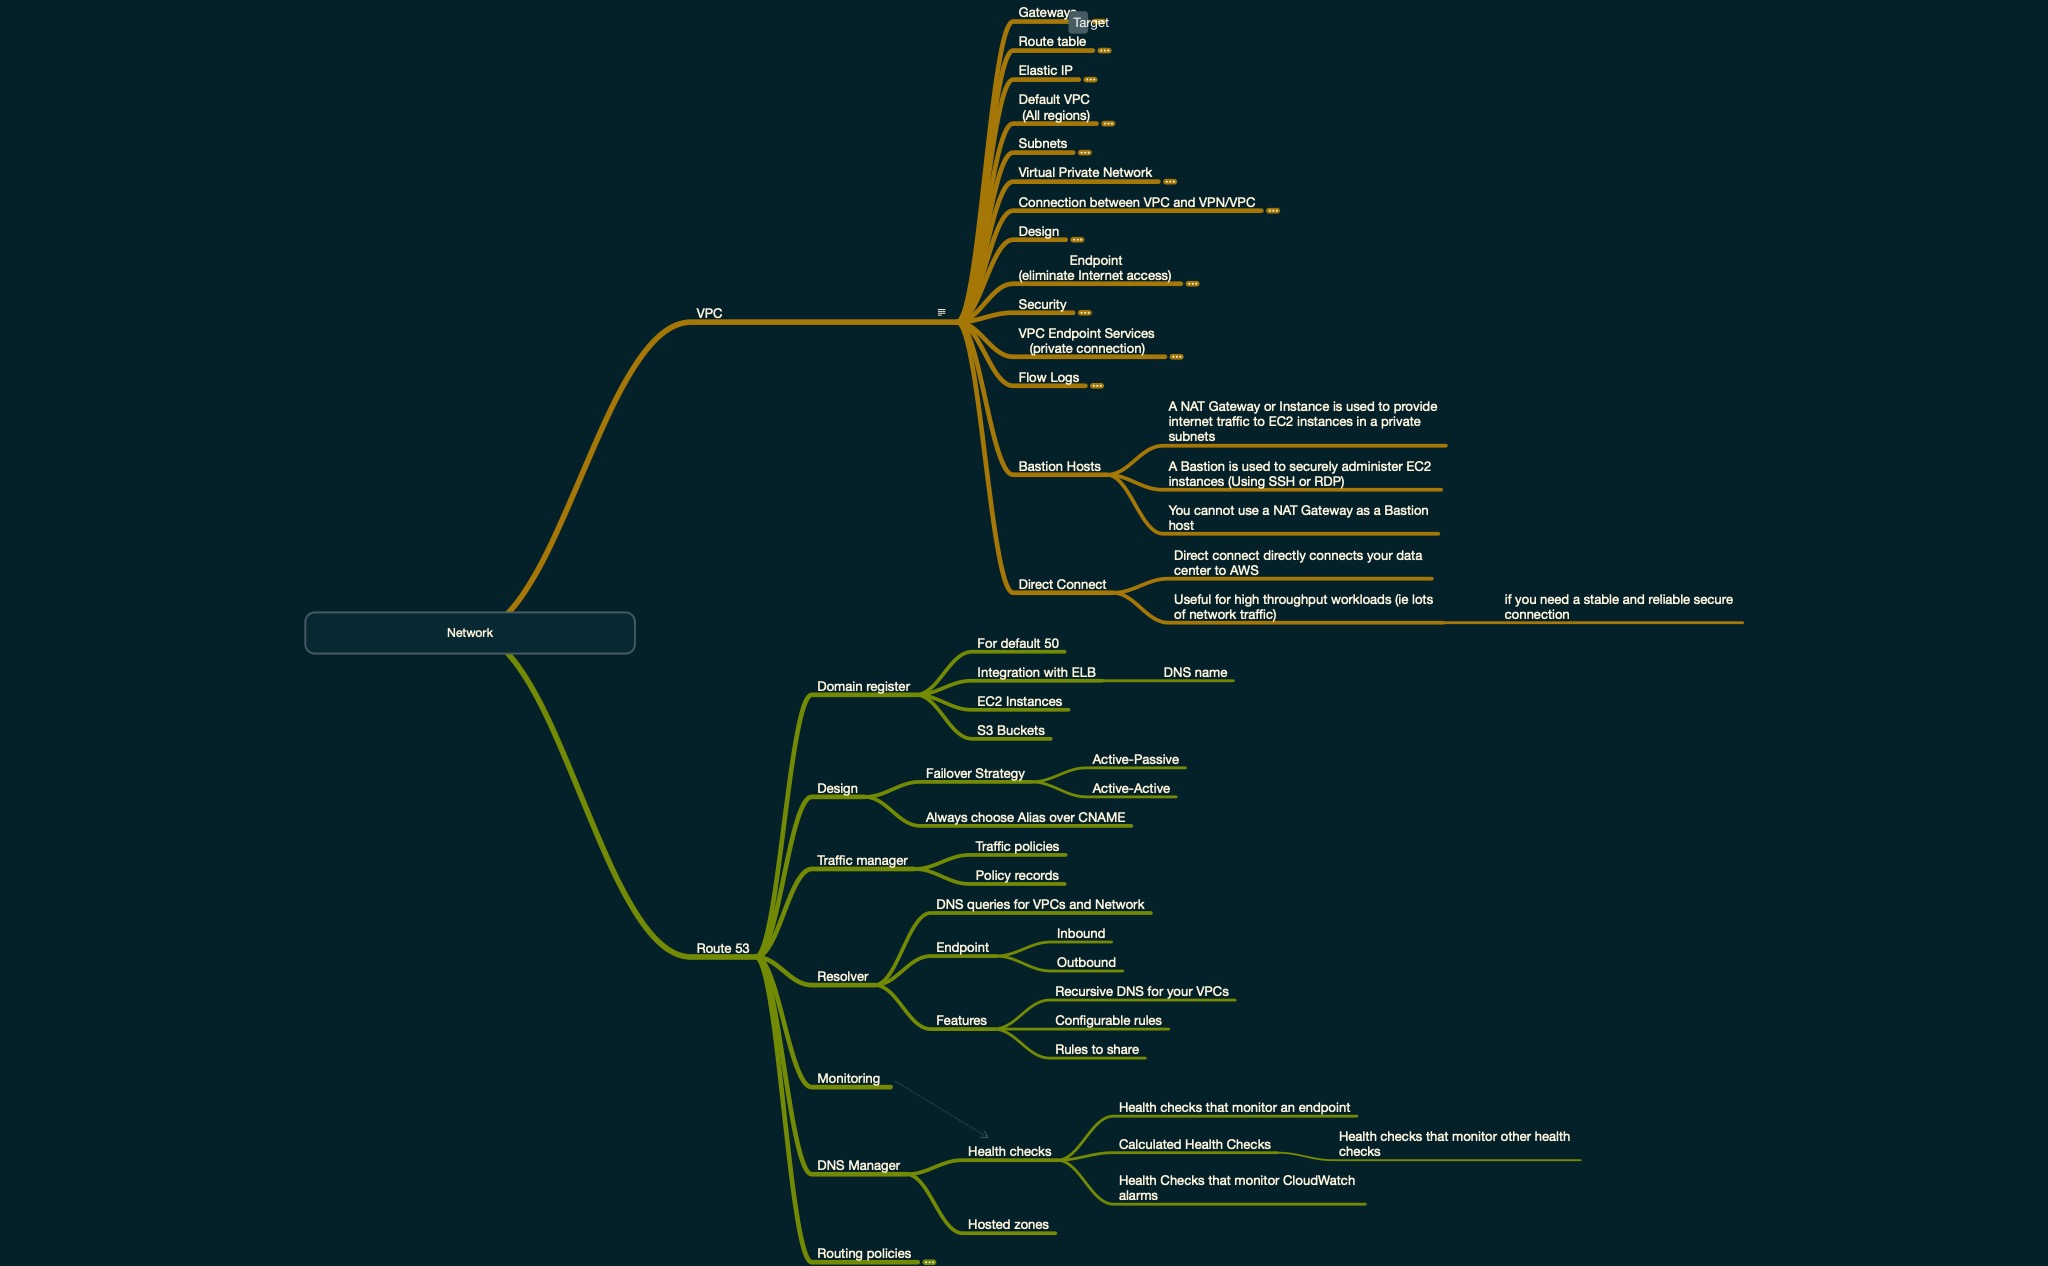 Gateways
Target
Route table
Elastic IP
Default VPC
(All regions)
Subnets
Virtual Private Network
Connection between VPC and VPN/VPC
Design
Endpoint
(eliminate Internet access)
Security
VPC
VPC Endpoint Services
(private connection)
Flow Logs
A NAT Gateway or Instance is used to provide
internet traffic to EC2 instances in a private
subnets
Bastion Hosts
A Bastion is used to securely administer EC2
instances (Using SSH or RDP)
You cannot use a NAT Gateway as a Bastion
host
Direct connect directly connects your data
center to AWS
Direct Connect
Useful for high throughput workloads (ie lots
of network traffic)
if you need a stable and reliable secure
connection
Network
For default 50
Integration with ELB
DNS name
Domain register
EC2 Instances
S3 Buckets
Active-Passive
Failover Strategy
Active-Active
Design
Always choose Alias over CNAME
Traffic policies
Traffic manager
Policy records
DNS queries for VPCs and Network
Inbound
Endpoint
Outbound
Route 53
Resolver
Recursive DNS for your VPCs
Features
Configurable rules
Rules to share
Monitoring
Health checks that monitor an endpoint
Health checks
Calculated Health Checks
Health checks that monitor other health
checks
DNS Manager
Health Checks that monitor CloudWatch
alarms
Hosted zones
Routing policies